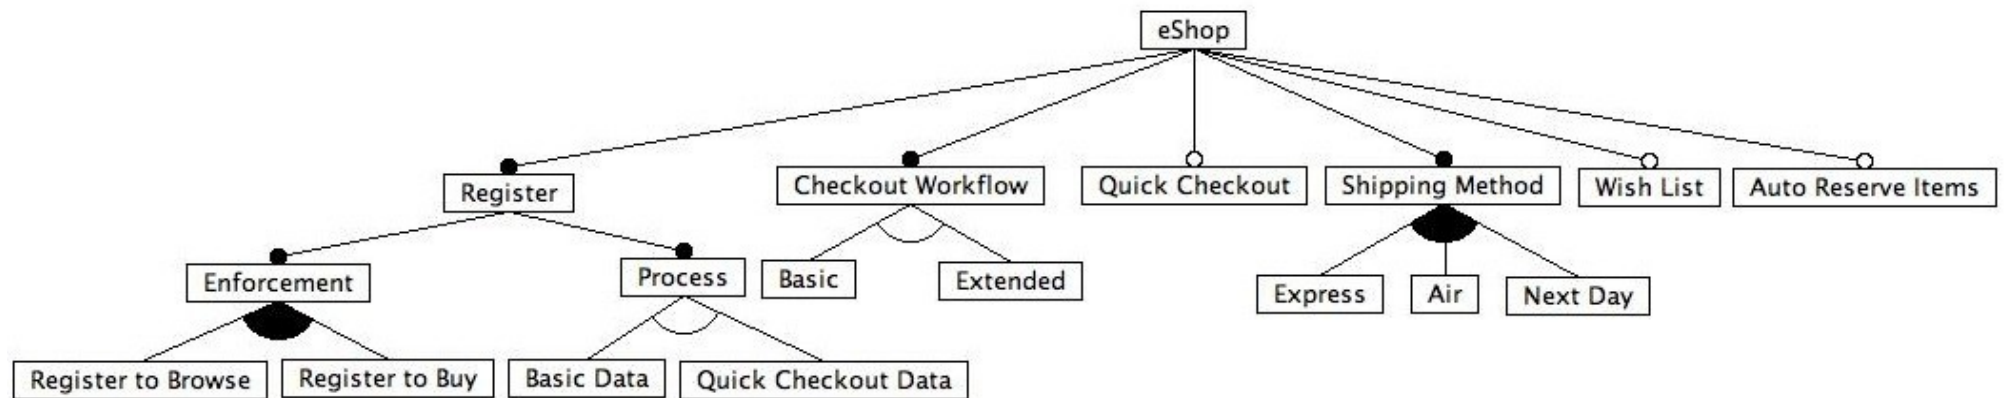 eShop
Register
Checkout Workflow
Quick Checkout
Shipping Method
Wish List
Auto Reserve Items
Enforcement
Process
Basic
Extended
Express
Air
Next Day
Register to Browse
Register to Buy
Basic Data
Quick Checkout Data